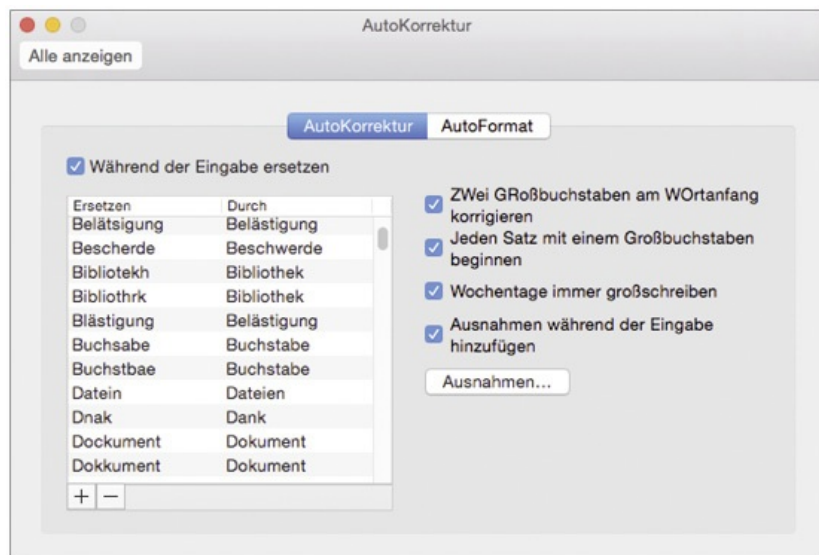 AutoKorrektur
Alle anzeigen
AutoKorrektur AutoFormat
Während der Eingabe ersetzen
Ersetzen Durch
Belätsigung Belästigung
Bescherde Beschwerde
Bibliotekh Bibliothek
Bibliothrk Bibliothek
Blästigung Belästigung
Buchsabe Buchstabe
Buchstbae Buchstabe
Datein Dateien
Dnak Dank
Dockument Dokument
Dokkument Dokument
+ −
ZWei GRoßbuchstaben am WOrtanfang
korrigieren
Jeden Satz mit einem Großbuchstaben
beginnen
Wochentage immer großschreiben
Ausnahmen während der Eingabe
hinzufügen
Ausnahmen...